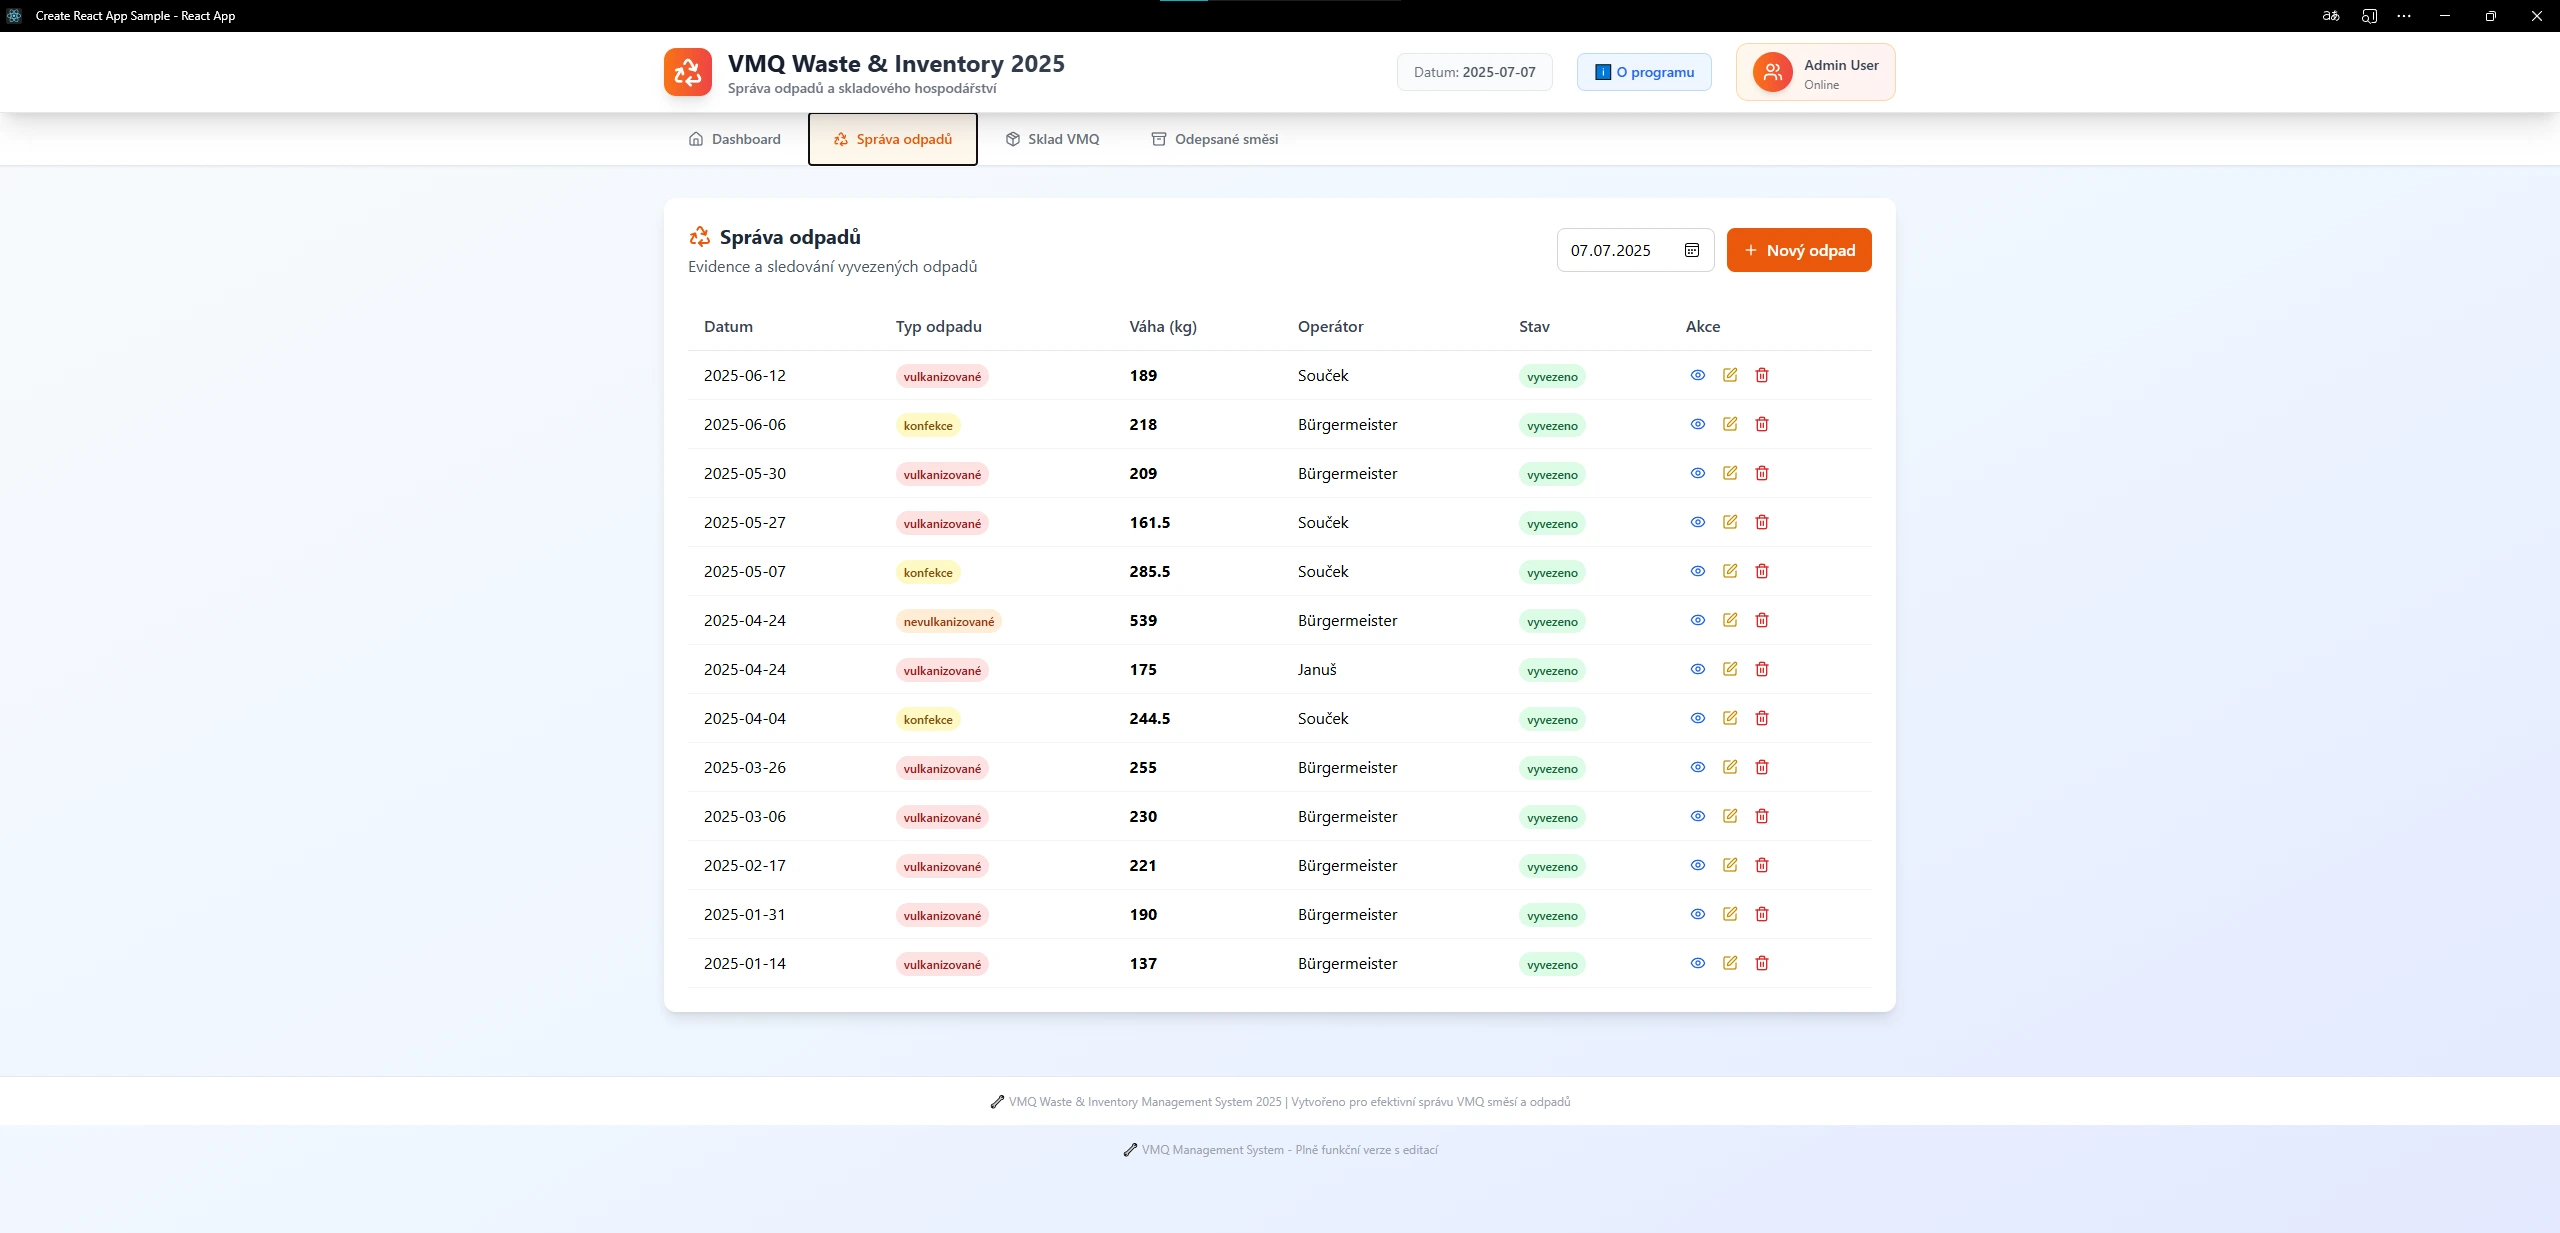 Create React App Sample - React App
VMQ Waste & Inventory 2025
Správa odpadů a skladového hospodářství
Datum: 2025-07-07
i O programu
Admin User
Online
Dashboard
Správa odpadů
Sklad VMQ
Odepsané směsi
Správa odpadů
Evidence a sledování vyvezených odpadů
07.07.2025
+ Nový odpad
Datum Typ odpadu Váha (kg) Operátor Stav Akce
2025-06-12 vulkanizované 189 Souček vyvezeno
2025-06-06 konfekce 218 Bürgermeister vyvezeno
2025-05-30 vulkanizované 209 Bürgermeister vyvezeno
2025-05-27 vulkanizované 161.5 Souček vyvezeno
2025-05-07 konfekce 285.5 Souček vyvezeno
2025-04-24 nevulkanizované 539 Bürgermeister vyvezeno
2025-04-24 vulkanizované 175 Januš vyvezeno
2025-04-04 konfekce 244.5 Souček vyvezeno
2025-03-26 vulkanizované 255 Bürgermeister vyvezeno
2025-03-06 vulkanizované 230 Bürgermeister vyvezeno
2025-02-17 vulkanizované 221 Bürgermeister vyvezeno
2025-01-31 vulkanizované 190 Bürgermeister vyvezeno
2025-01-14 vulkanizované 137 Bürgermeister vyvezeno
VMQ Waste & Inventory Management System 2025 | Vytvořeno pro efektivní správu VMQ směsí a odpadů
VMQ Management System - Plně funkční verze s editací